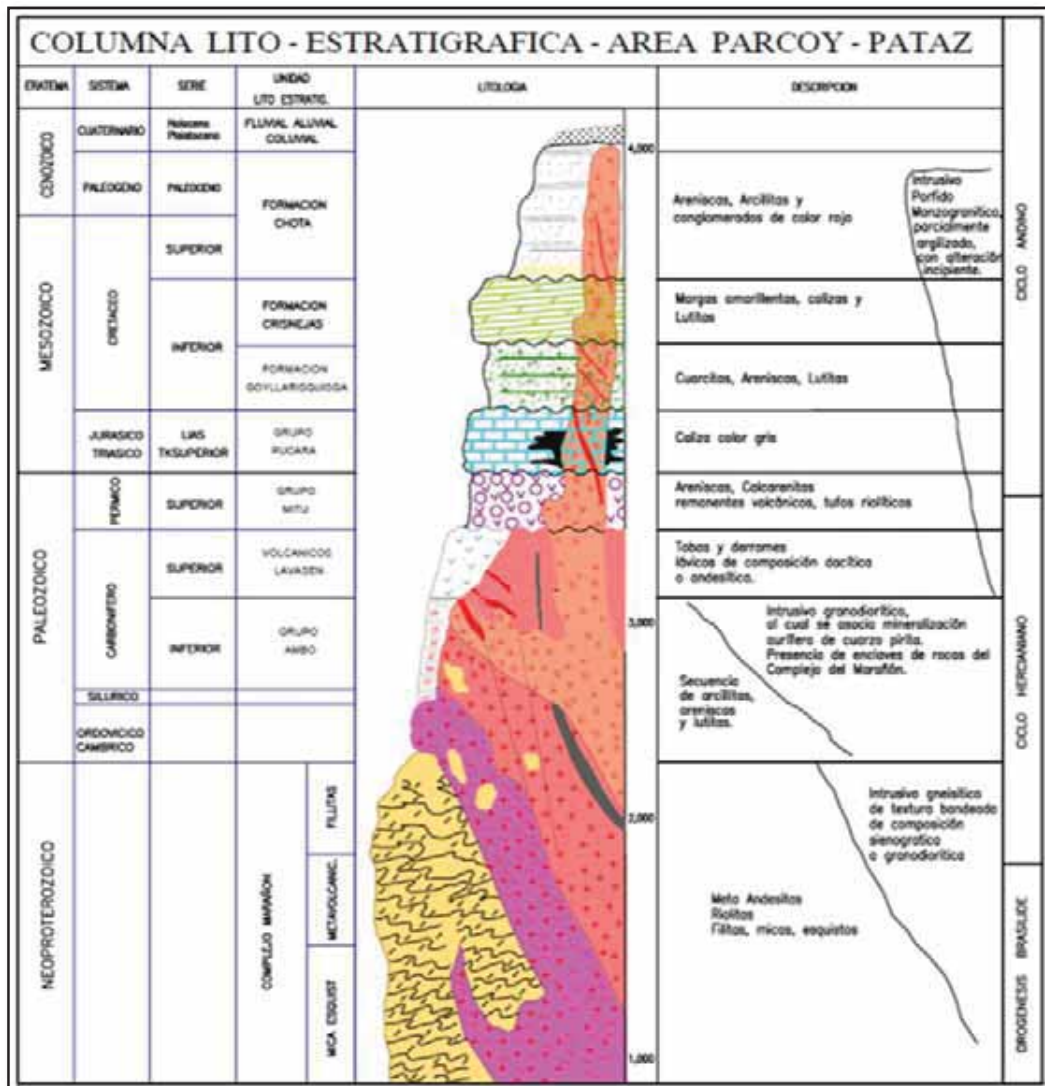 COLUMNA LITO - ESTRATIGRAFICA - AREA PARCOY - PATAZ
ERATEMA
SISTEMA
SERIE
UNIDAD
LITO ESTRATIG.
LITOLOGIA
DESCRIPCION
CENOZOICO
CUATERNARIO
Holoceno
Pleistoceno
FLUVIAL ALUVIAL
COLUVIAL
4,000
PALEOGENO
PALEOGENO
FORMACION
CHOTA
Areniscas, Arcillitas y
conglomerados de color rojo
Intrusivo
Porfido
Monzogranitico,
parcialmente
argilizado,
con alteración
incipiente.
CICLO ANDINO
MESOZOICO
CRETACEO
SUPERIOR
INFERIOR
FORMACION
CRISNEJAS
Margas amarillentas, calizas y
Lutitas
FORMACION
GOYLLARISQUISGA
Cuarcitas, Areniscas, Lutitas
JURASICO
TRIASICO
LIAS
TKSUPERIOR
GRUPO
PUCARA
Caliza color gris
PALEOZOICO
PERMICO
SUPERIOR
GRUPO
MITU
Areniscas, Calcarenitas
remanentes volcánicos, tufos riolíticos
CICLO HERCIANIANO
CARBONIFERO
SUPERIOR
VOLCANICOS
LAVASEN
Tobas y derrames
lávicos de composición dacítica
a andesítica.
INFERIOR
GRUPO
AMBO
3,000
Intrusivo granodiorítico,
al cual se asocia mineralización
aurífera de cuarzo pirita.
Presencia de enclaves de rocas del
Complejo del Marañón.
Secuencia
de arcillitas,
areniscas
y lutitas.
SILURICO
ORDOVICICO
CAMBRICO
NEOPROTEROZOICO
COMPLEJO MARAÑON
FILLITAS
METAVOLCANIC.
MICA ESQUIST
2,000
1,000
Intrusivo gneisítico
de textura bandeada
de composición
sienogratica
a granodiorítica
Meta Andesitas
Riolitas
Filitas, micas, esquistos
OROGENESIS BRASILIDE